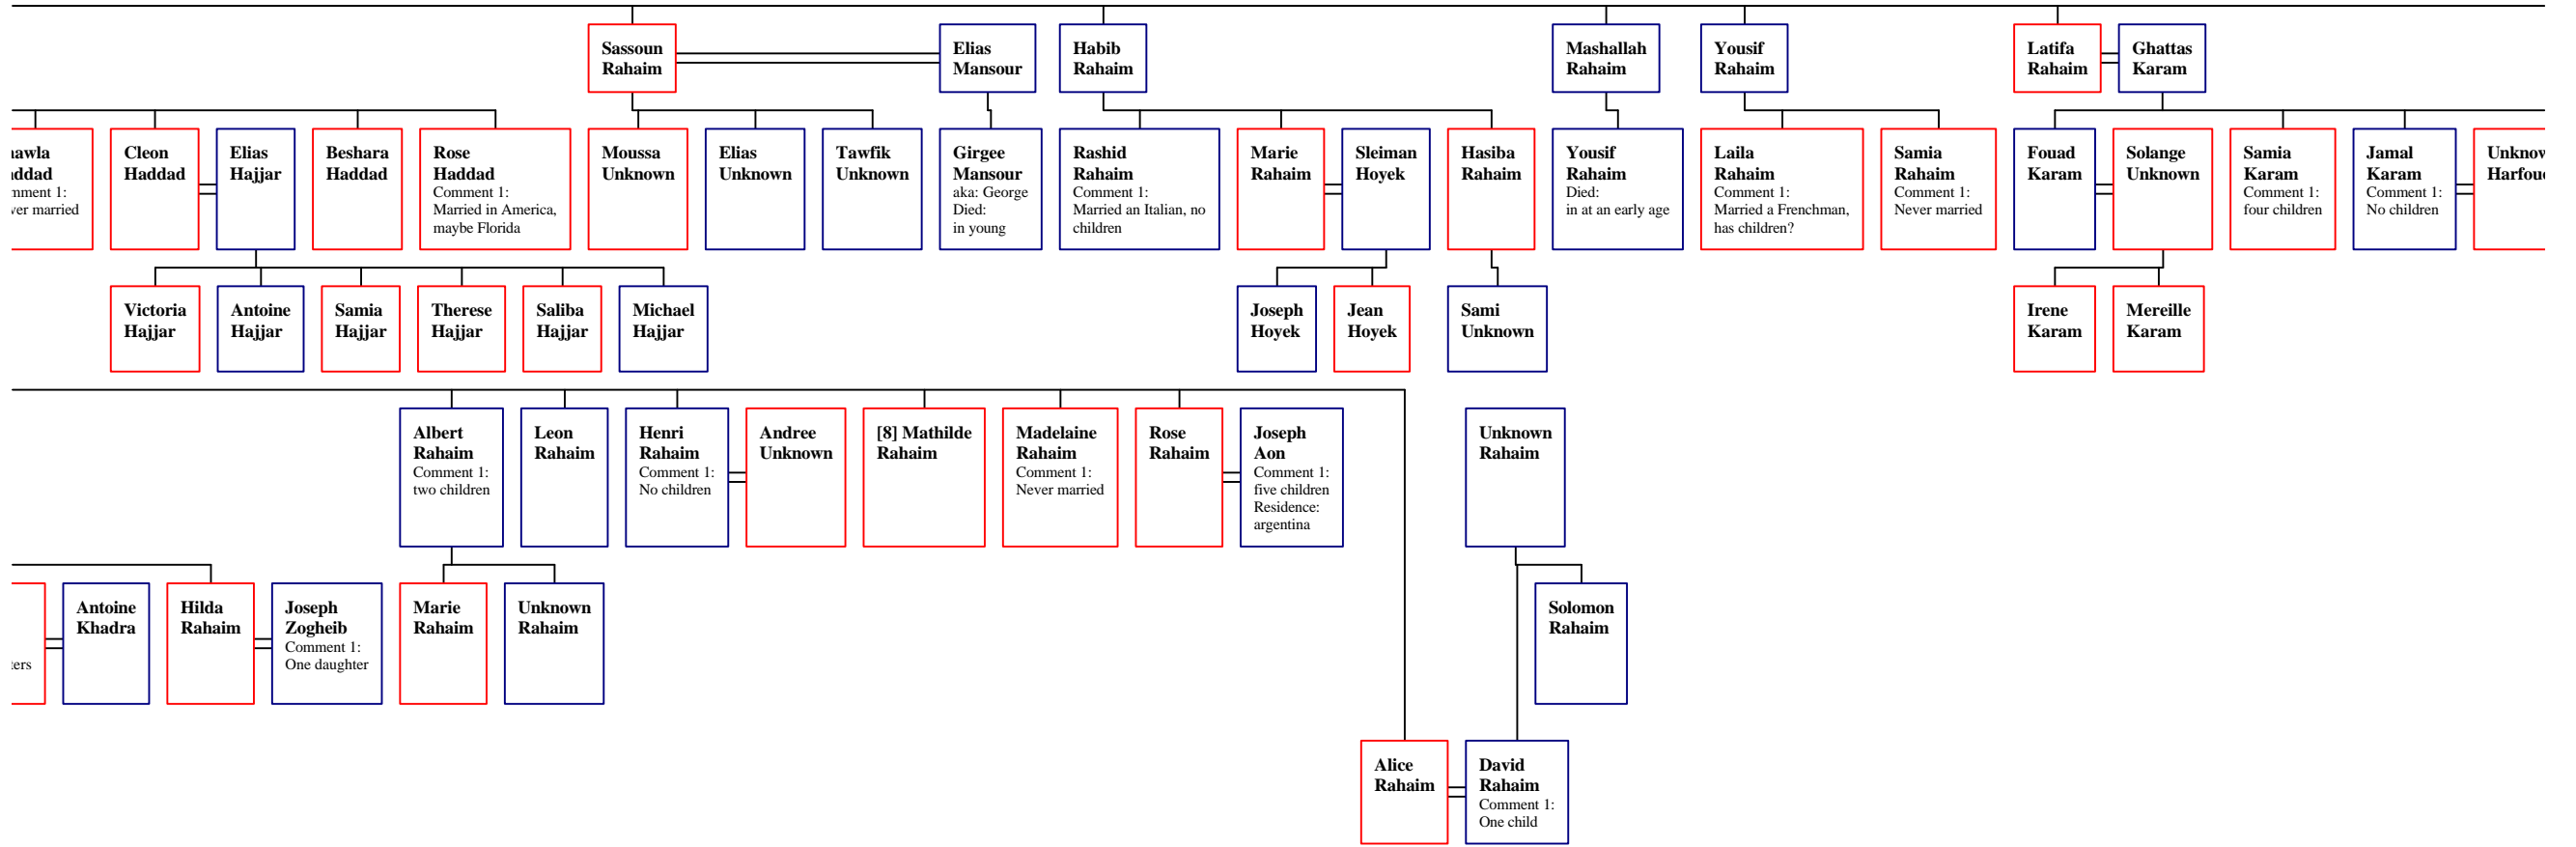 Sassoun
Rahaim
Elias
Mansour
Habib
Rahaim
Mashallah
Rahaim
Yousif
Rahaim
Latifa
Rahaim
Ghattas
Karam
Comment 1:
Never married
Cleon
Haddad
Elias
Hajjar
Beshara
Haddad
Rose
Haddad
Comment 1:
Married in America,
maybe Florida
Moussa
Unknown
Elias
Unknown
Tawfik
Unknown
Girgee
Mansour
aka: George
Died:
in young
Rashid
Rahaim
Comment 1:
Married an Italian, no
children
Marie
Rahaim
Sleiman
Hoyek
Hasiba
Rahaim
Yousif
Rahaim
Died:
in at an early age
Laila
Rahaim
Comment 1:
Married a Frenchman,
has children?
Samia
Rahaim
Comment 1:
Never married
Fouad
Karam
Solange
Unknown
Samia
Karam
Comment 1:
four children
Jamal
Karam
Comment 1:
No children
Victoria
Hajjar
Antoine
Hajjar
Samia
Hajjar
Therese
Hajjar
Saliba
Hajjar
Michael
Hajjar
Joseph
Hoyek
Jean
Hoyek
Sami
Unknown
Irene
Karam
Mereille
Karam
Albert
Rahaim
Comment 1:
two children
Leon
Rahaim
Henri
Rahaim
Comment 1:
No children
Andree
Unknown
[8] Mathilde
Rahaim
Madelaine
Rahaim
Comment 1:
Never married
Rose
Rahaim
Joseph
Aon
Comment 1:
five children
Residence:
argentina
Unknown
Rahaim
Antoine
Khadra
Hilda
Rahaim
Joseph
Zogheib
Comment 1:
One daughter
Marie
Rahaim
Unknown
Rahaim
Solomon
Rahaim
Alice
Rahaim
David
Rahaim
Comment 1:
One child